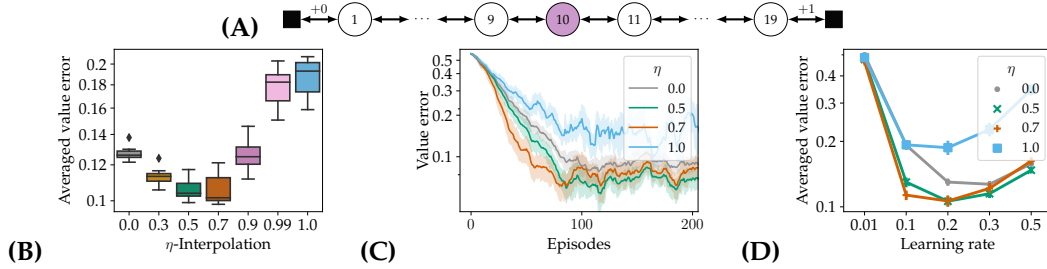 (A) +0 1 ... 9 10 11 ... 19 +1
(B)
Averaged value error
0.2
0.18
0.16
0.14
0.12
0.1
0.0 0.3 0.5 0.7 0.9 0.99 1.0
η-Interpolation
(C)
Value error
0.5
0.4
0.3
0.2
0.1
η
0.0
0.5
0.7
1.0
0 100 200
Episodes
(D)
Averaged value error
0.4
0.3
0.2
0.1
η
0.0
0.5
0.7
1.0
0.01 0.1 0.2 0.3 0.5
Learning rate